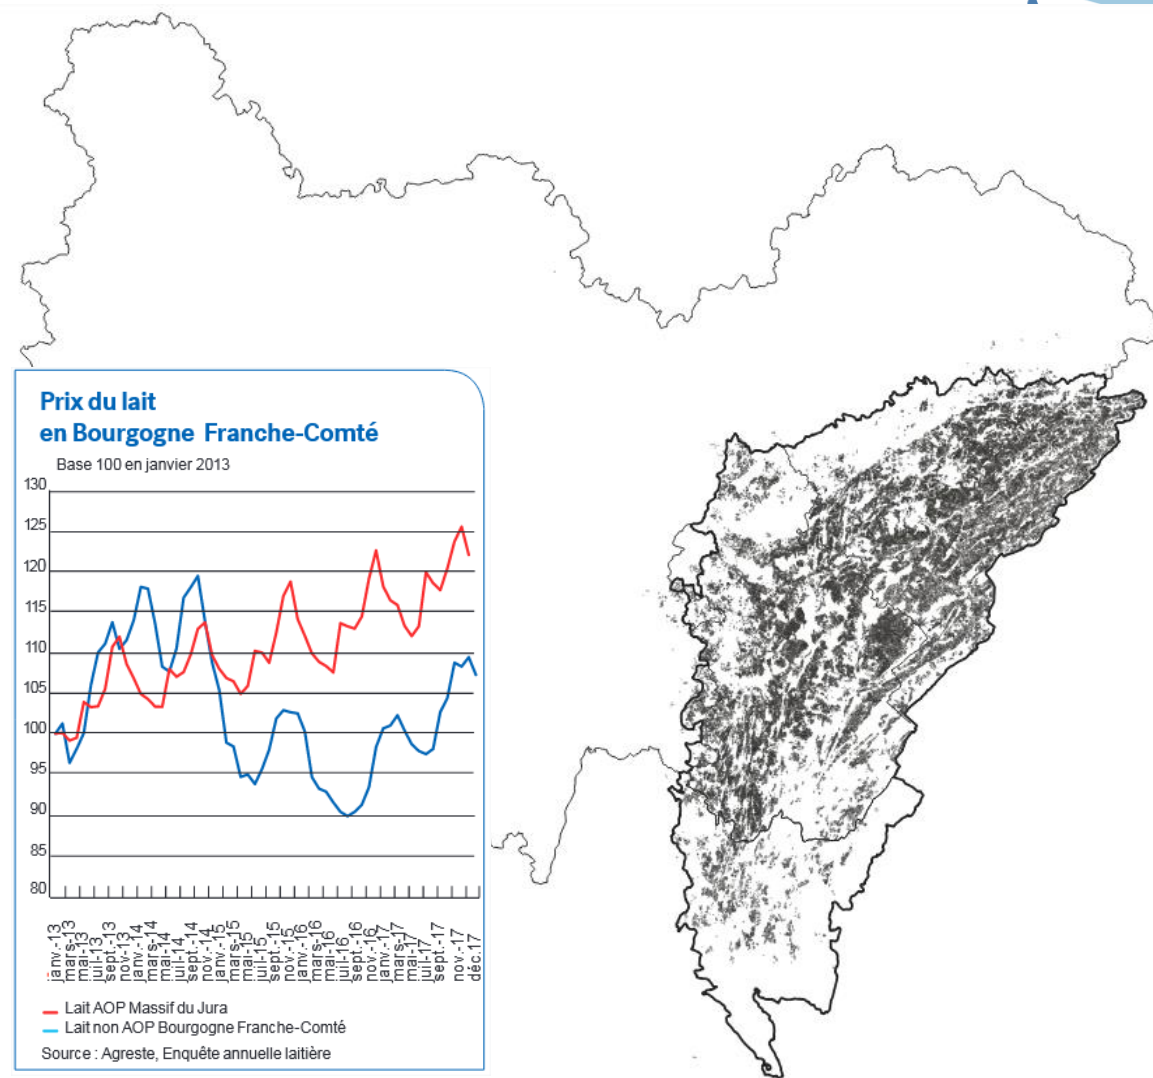 Prix du lait
en Bourgogne Franche-Comté
Base 100 en janvier 2013
130
125
120
115
110
105
100
95
90
85
80
janv.-13
mars-13
mai-13
juil-13
sept.-13
nov-13
janv.-14
mars-14
mai-14
juil-14
sept.-14
nov.-14
janv.-15
mars-15
mai-15
juil-15
sept.-15
nov.-15
janv.-16
mars-16
mai-16
juil-16
sept.-16
nov.-16
janv.-17
mars-17
mai-17
juil-17
sept.-17
nov.-17
déc.17
Lait AOP Massif du Jura
Lait non AOP Bourgogne Franche-Comté
Source : Agreste, Enquête annuelle laitière